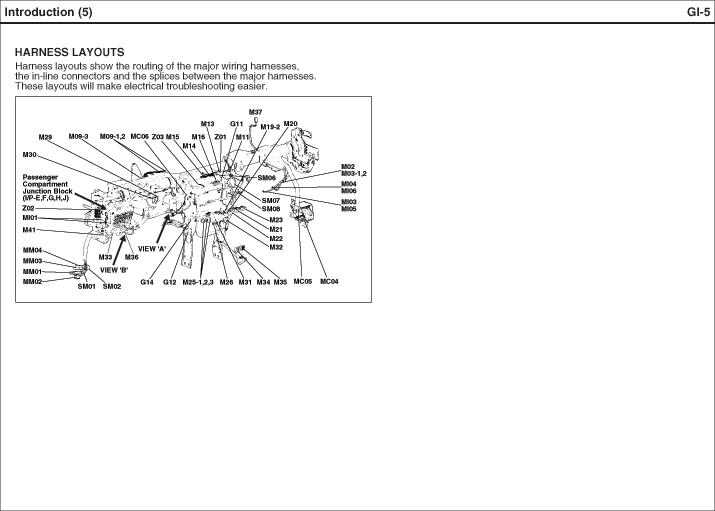 Introduction (5)
GI-5
HARNESS LAYOUTS
Harness layouts show the routing of the major wiring harnesses,
the in-line connectors and the splices between the major harnesses.
These layouts will make electrical troubleshooting easier.
M37
M13 G11 M19-2 M20
M29 M09-3 M09-1,2 MC06 Z03 M15 M16 Z01 M11
M14
M30
M02
M03-1,2
Passenger
Compartment
Junction Block
(I/P-E,F,G,H,J)
SM06
MI04
MI06
SM07
SM08
MI03
MI05
Z02
MI01
M23
M41
M21
M22
M32
VIEW 'A'
MM04
MM03
M33 M36
VIEW 'B'
MM01
MM02
SM01 SM02 G14 G12 M25-1,2,3 M26 M31 M34 M35 MC05 MC04